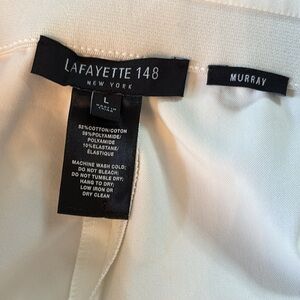 LAFAYETTE 148
NEW YORK
MURRAY
L
52%COTTON/COTON
38%POLYAMIDE/
POLYAMIDE
10%ELASTANE/
ÉLASTIQUE
MACHINE WASH COLD;
DO NOT BLEACH;
DO NOT TUMBLE DRY;
HANG TO DRY;
LOW IRON OR
DRY CLEAN